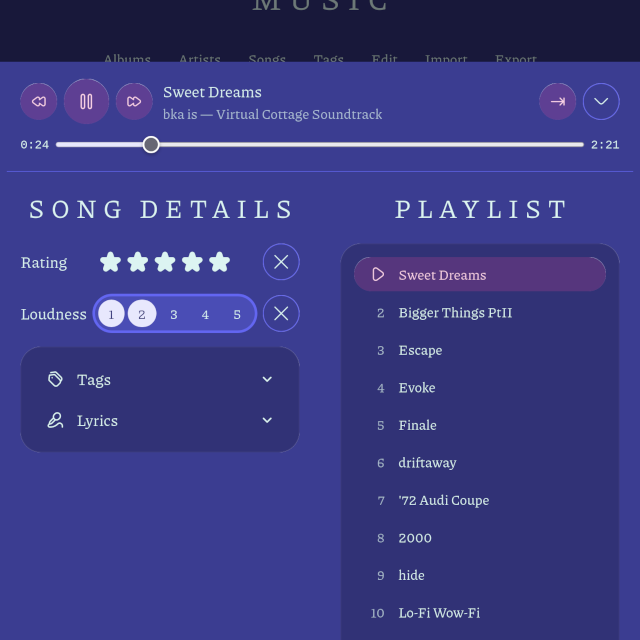 MUSIC
Albums Artists Songs Tags Edit Import Export
Sweet Dreams
bka is — Virtual Cottage Soundtrack
0:24 2:21
SONG DETAILS
Rating
Loudness 1 2 3 4 5
Tags
Lyrics
PLAYLIST
Sweet Dreams
2 Bigger Things PtII
3 Escape
4 Evoke
5 Finale
6 driftaway
7 '72 Audi Coupe
8 2000
9 hide
10 Lo-Fi Wow-Fi